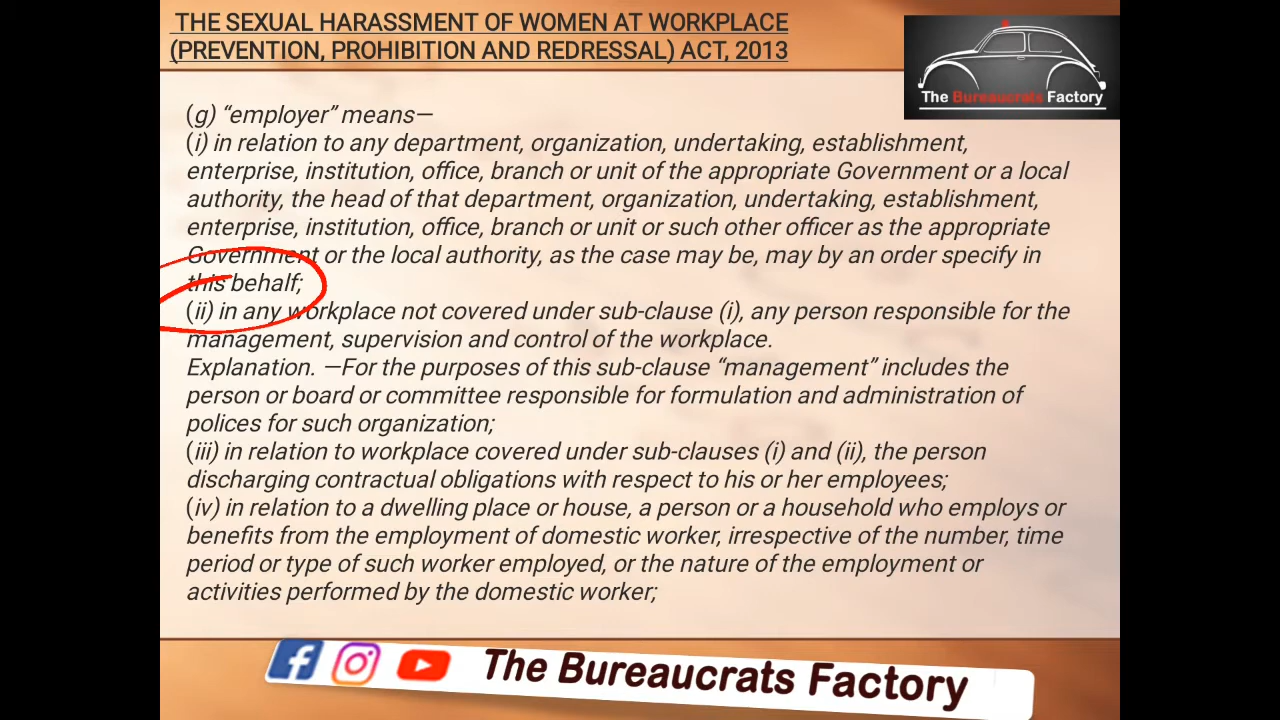 THE SEXUAL HARASSMENT OF WOMEN AT WORKPLACE
(PREVENTION, PROHIBITION AND REDRESSAL) ACT, 2013
The Bureaucrats Factory
(g) “employer” means—
(i) in relation to any department, organization, undertaking, establishment,
enterprise, institution, office, branch or unit of the appropriate Government or a local
authority, the head of that department, organization, undertaking, establishment,
enterprise, institution, office, branch or unit or such other officer as the appropriate
Government or the local authority, as the case may be, may by an order specify in
this behalf;
(ii) in any workplace not covered under sub-clause (i), any person responsible for the
management, supervision and control of the workplace.
Explanation. —For the purposes of this sub-clause “management” includes the
person or board or committee responsible for formulation and administration of
polices for such organization;
(iii) in relation to workplace covered under sub-clauses (i) and (ii), the person
discharging contractual obligations with respect to his or her employees;
(iv) in relation to a dwelling place or house, a person or a household who employs or
benefits from the employment of domestic worker, irrespective of the number, time
period or type of such worker employed, or the nature of the employment or
activities performed by the domestic worker;
The Bureaucrats Factory